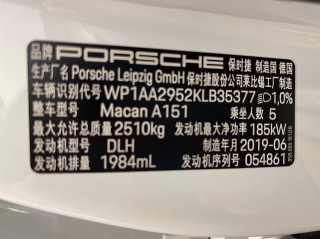 品牌 PORSCHE 保时捷 制造国 德国
生产厂名 Porsche Leipzig GmbH 保时捷股份公司莱比锡工厂制造
车辆识别代号 WP1AA2952KLB35377 1,0%
车辆型号 Macan A151 乘坐人数 5
最大允许总质量 2510kg 发动机最大净功率 185kW
发动机型号 DLH 制造年月 2019-06
发动机排量 1984mL 发动机序列号 054861